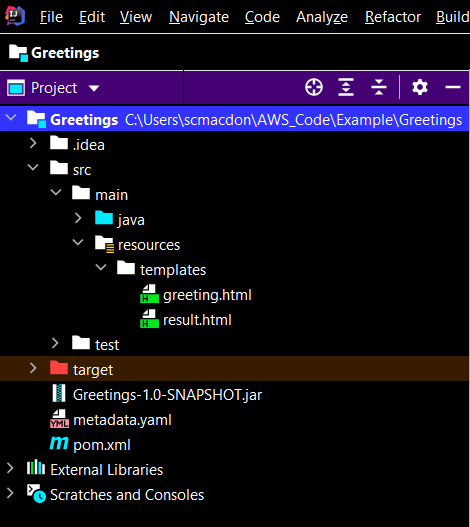 IJ File Edit View Navigate Code Analyze Refactor Build
Greetings
Project
Greetings C:\Users\scmacdon\AWS_Code\Example\Greetings
.idea
src
main
java
resources
templates
H greeting.html
H result.html
test
target
Greetings-1.0-SNAPSHOT.jar
YML metadata.yaml
m pom.xml
External Libraries
Scratches and Consoles